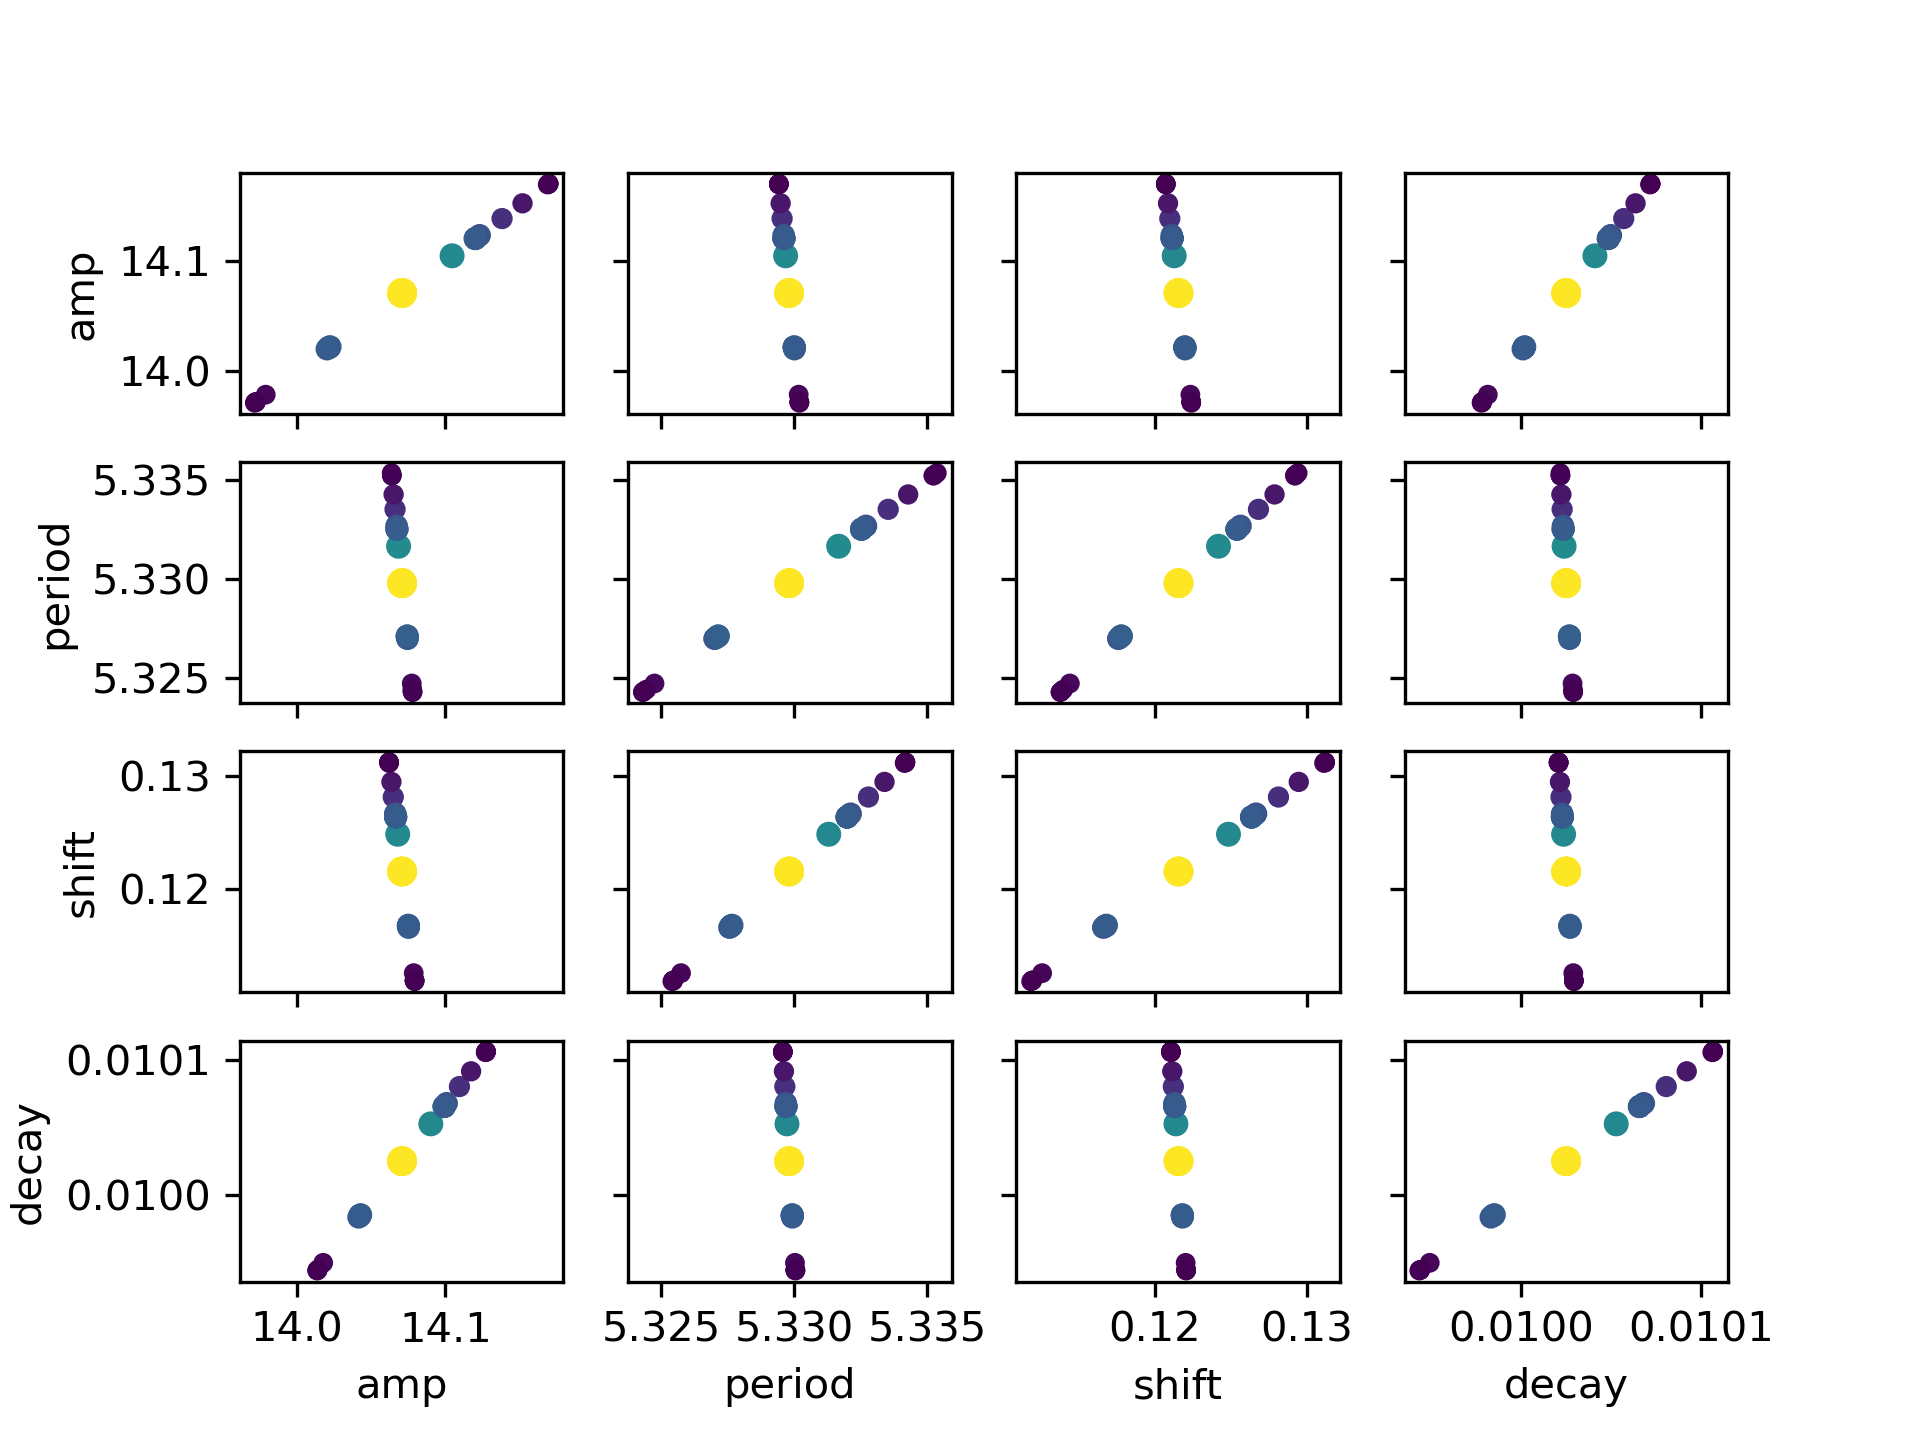 amp
14.1
14.0
period
5.335
5.330
5.325
shift
0.13
0.12
decay
0.0101
0.0100
14.0 14.1 5.325 5.330 5.335 0.12 0.13 0.0100 0.0101
amp period shift decay